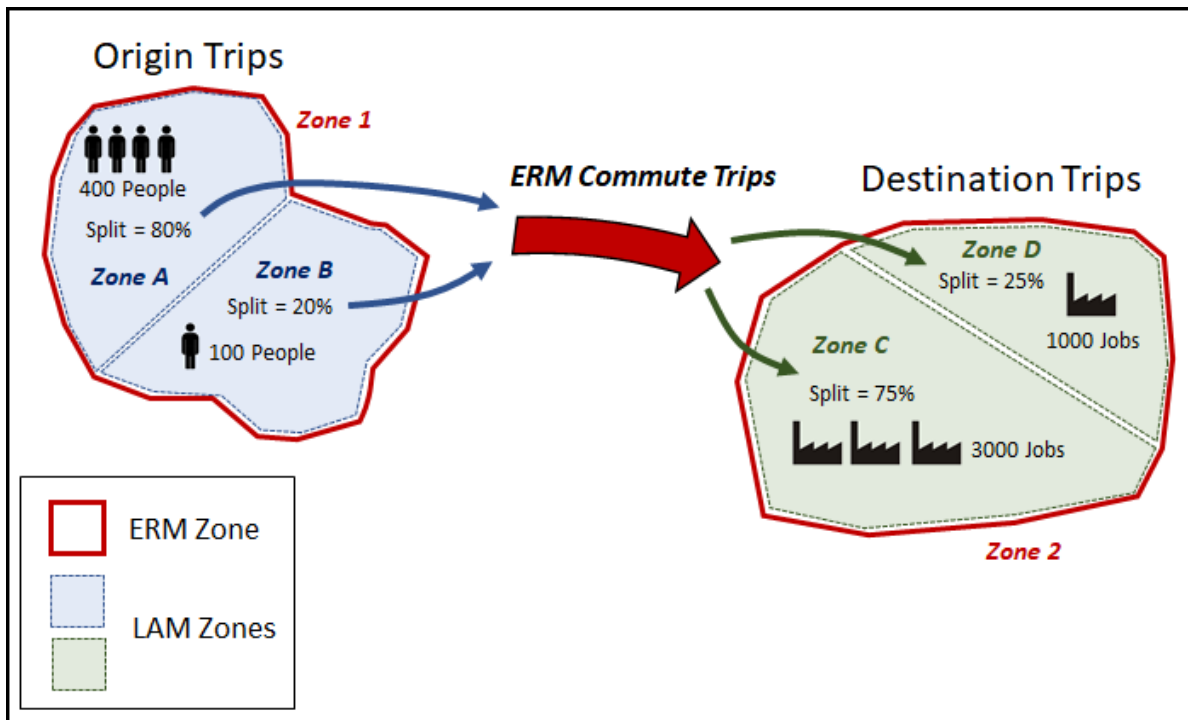 Origin Trips
Zone 1
400 People
Split = 80%
Zone A
Zone B
Split = 20%
100 People
ERM Commute Trips
Destination Trips
Zone D
Split = 25%
1000 Jobs
Zone C
Split = 75%
3000 Jobs
Zone 2
ERM Zone
LAM Zones